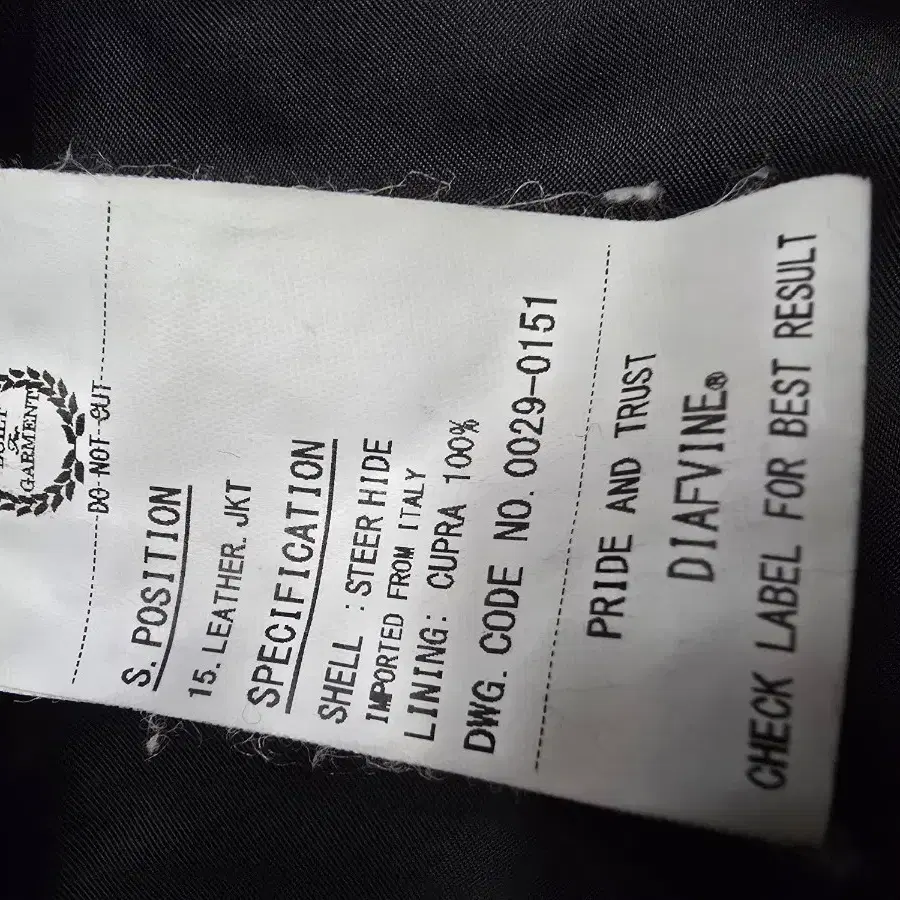 GARMENT
DO NOT CUT
S. POSITION
15. LEATHER. JKT
SPECIFICATION
SHELL : STEER HIDE
IMPORTED FROM ITALY
LINING: CUPRA 100%
DWG. CODE NO. 0029-0151
PRIDE AND TRUST
DIAFVINE®
CHECK LABEL FOR BEST RESULT